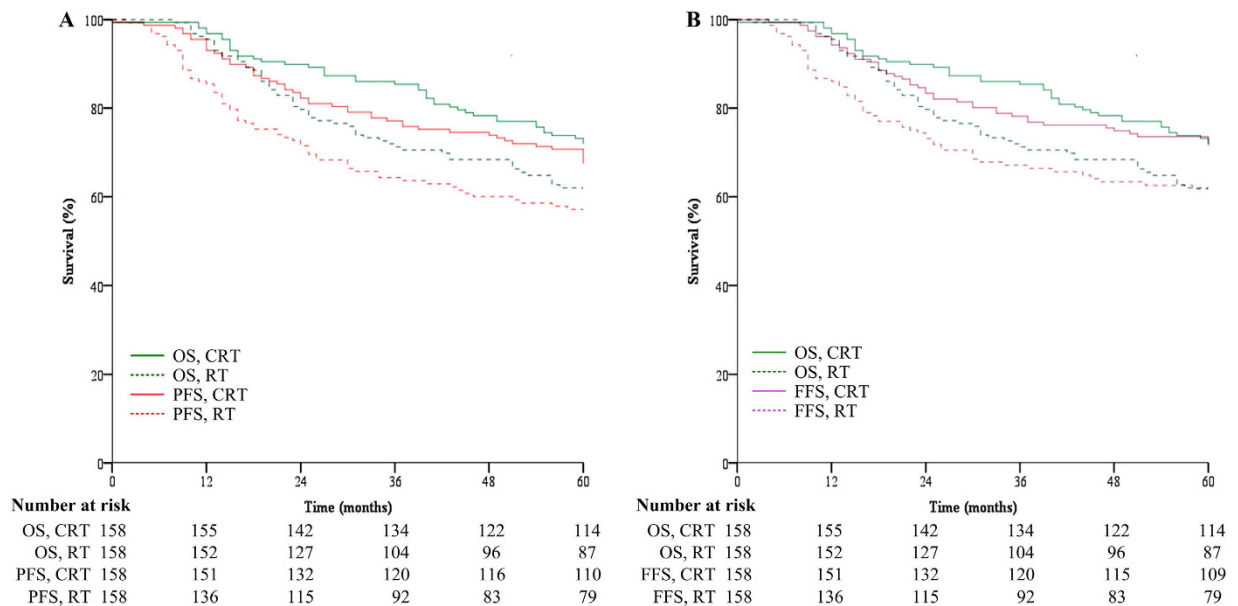 A
100
80
60
40
20
0
Survival (%)
OS, CRT
OS, RT
PFS, CRT
PFS, RT
0 12 24 36 48 60
Time (months)
Number at risk
OS, CRT 158 155 142 134 122 114
OS, RT 158 152 127 104 96 87
PFS, CRT 158 151 132 120 116 110
PFS, RT 158 136 115 92 83 79
B
100
80
60
40
20
0
Survival (%)
OS, CRT
OS, RT
FFS, CRT
FFS, RT
0 12 24 36 48 60
Time (months)
Number at risk
OS, CRT 158 155 142 134 122 114
OS, RT 158 152 127 104 96 87
FFS, CRT 158 151 132 120 115 109
FFS, RT 158 136 115 92 83 79